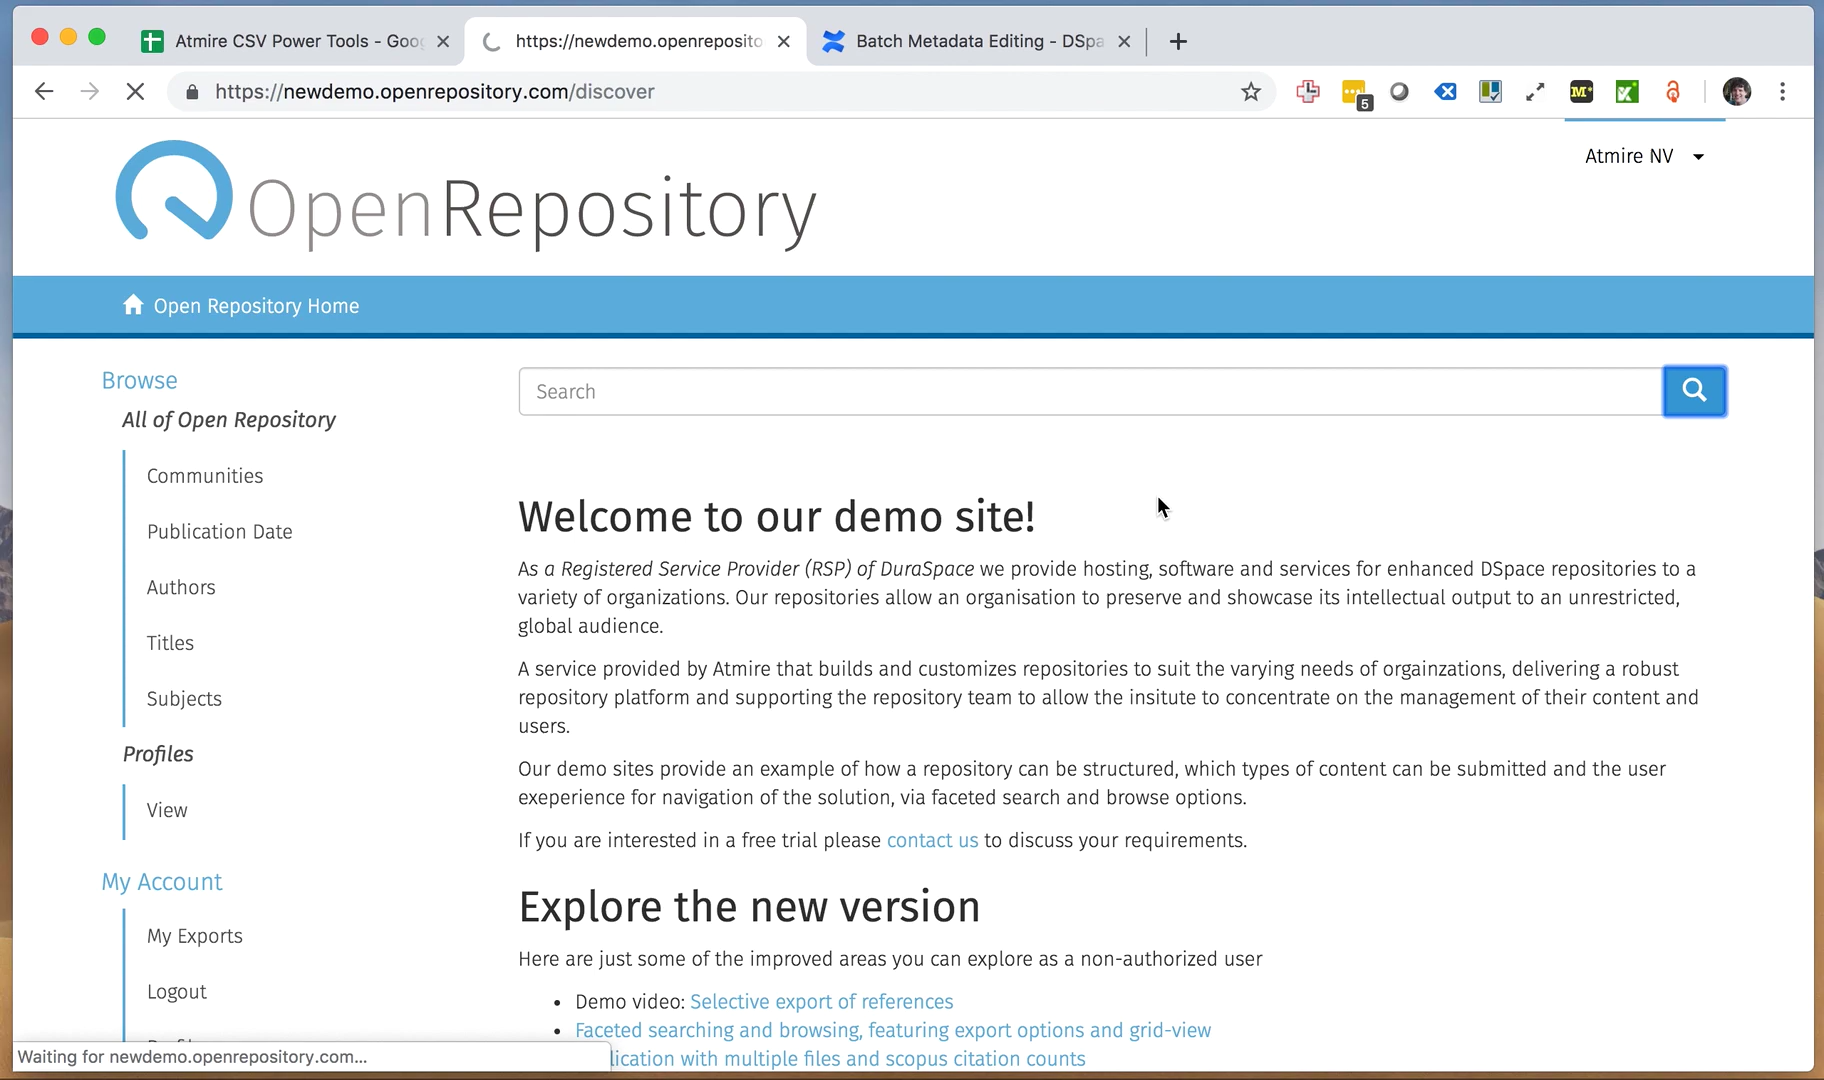 Atmire CSV Power Tools - Goo
https://newdemo.openreposito
Batch Metadata Editing - DSpa
https://newdemo.openrepository.com/discover
5
M*
Atmire NV
OpenRepository
Open Repository Home
Browse
All of Open Repository
Communities
Publication Date
Authors
Titles
Subjects
Profiles
View
My Account
My Exports
Logout
Search
Welcome to our demo site!
As a Registered Service Provider (RSP) of DuraSpace we provide hosting, software and services for enhanced DSpace repositories to a
variety of organizations. Our repositories allow an organisation to preserve and showcase its intellectual output to an unrestricted,
global audience.
A service provided by Atmire that builds and customizes repositories to suit the varying needs of orgainzations, delivering a robust
repository platform and supporting the repository team to allow the insitute to concentrate on the management of their content and
users.
Our demo sites provide an example of how a repository can be structured, which types of content can be submitted and the user
exeperience for navigation of the solution, via faceted search and browse options.
If you are interested in a free trial please contact us to discuss your requirements.
Explore the new version
Here are just some of the improved areas you can explore as a non-authorized user
• Demo video: Selective export of references
• Faceted searching and browsing, featuring export options and grid-view
lication with multiple files and scopus citation counts
Waiting for newdemo.openrepository.com...